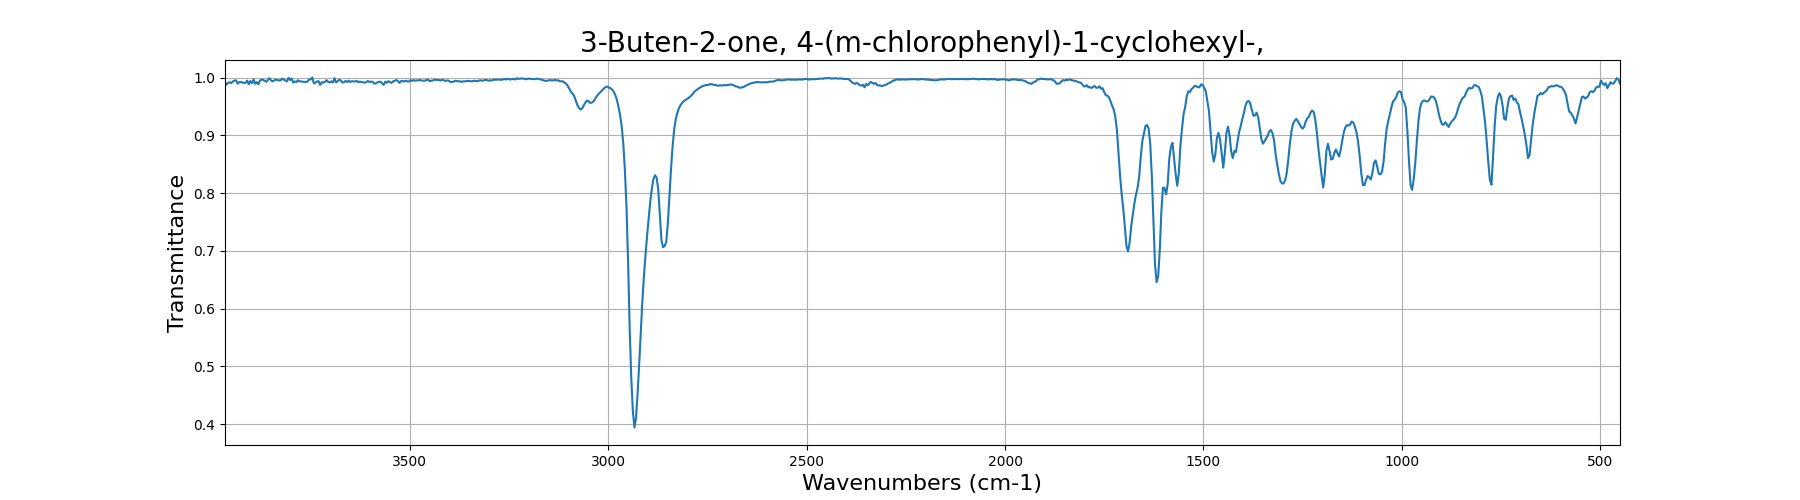 3-Buten-2-one, 4-(m-chlorophenyl)-1-cyclohexyl-,
Transmittance
1.0
0.9
0.8
0.7
0.6
0.5
0.4
3500 3000 2500 2000 1500 1000 500
Wavenumbers (cm-1)